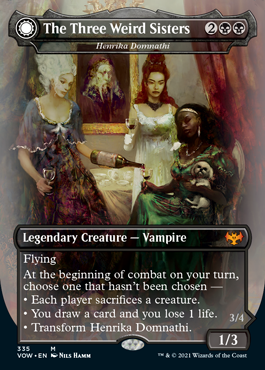 The Three Weird Sisters 2
Henrika Domnathi
Legendary Creature — Vampire
Flying
At the beginning of combat on your turn,
choose one that hasn't been chosen —
• Each player sacrifices a creature.
• You draw a card and you lose 1 life.
• Transform Henrika Domnathi.
3/4
1/3
335 M
VOW • EN NILS HAMM
™ & © 2021 Wizards of the Coast